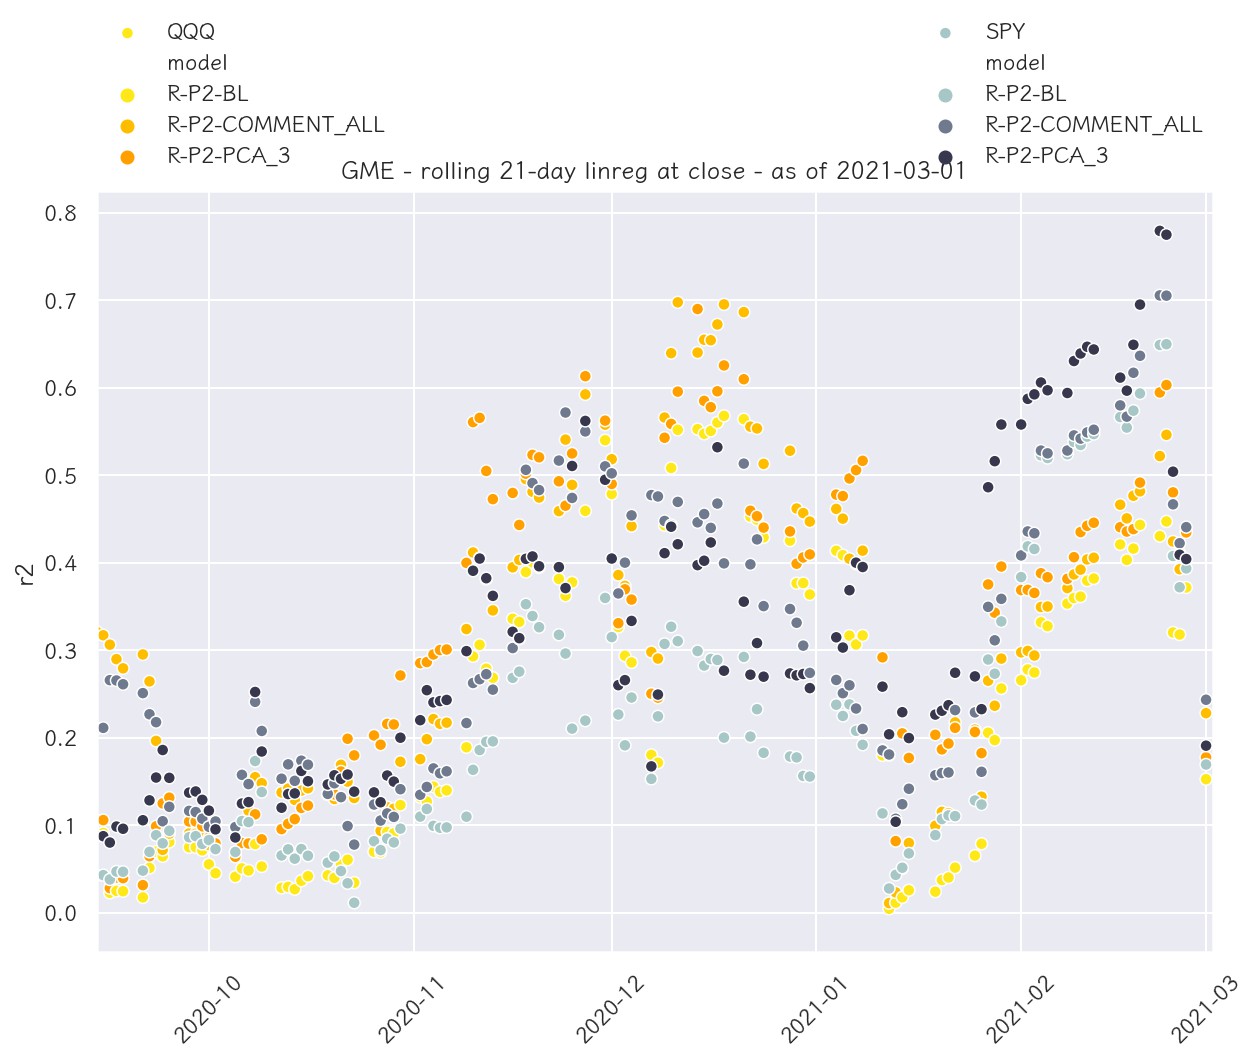 QQQ
model
R-P2-BL
R-P2-COMMENT_ALL
R-P2-PCA_3
SPY
model
R-P2-BL
R-P2-COMMENT_ALL
R-P2-PCA_3
GME - rolling 21-day linreg at close - as of 2021-03-01
0.8
0.7
0.6
0.5
0.4
0.3
0.2
0.1
0.0
r2
2020-10
2020-11
2020-12
2021-01
2021-02
2021-03